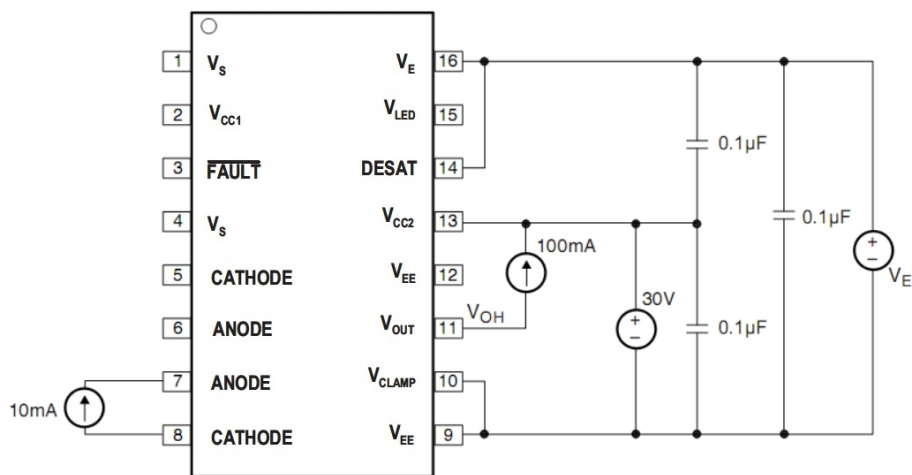 1 V_S V_E 16
2 V_CC1 V_LED 15
3 F̅A̅U̅L̅T̅ DESAT 14
4 V_S V_CC2 13
5 CATHODE V_EE 12
6 ANODE V_OUT 11
7 ANODE V_CLAMP 10
8 CATHODE V_EE 9
10mA
V_OH
100mA
30V
+
−
0.1µF
0.1µF
0.1µF
+
−
V_E